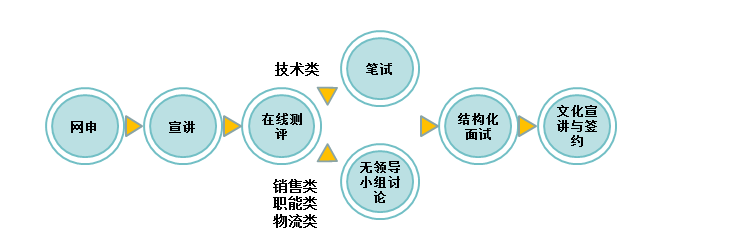 网申
宣讲
在线测
评
技术类
笔试
销售类
职能类
物流类
无领导
小组讨
论
结构化
面试
文化宣
讲与签
约